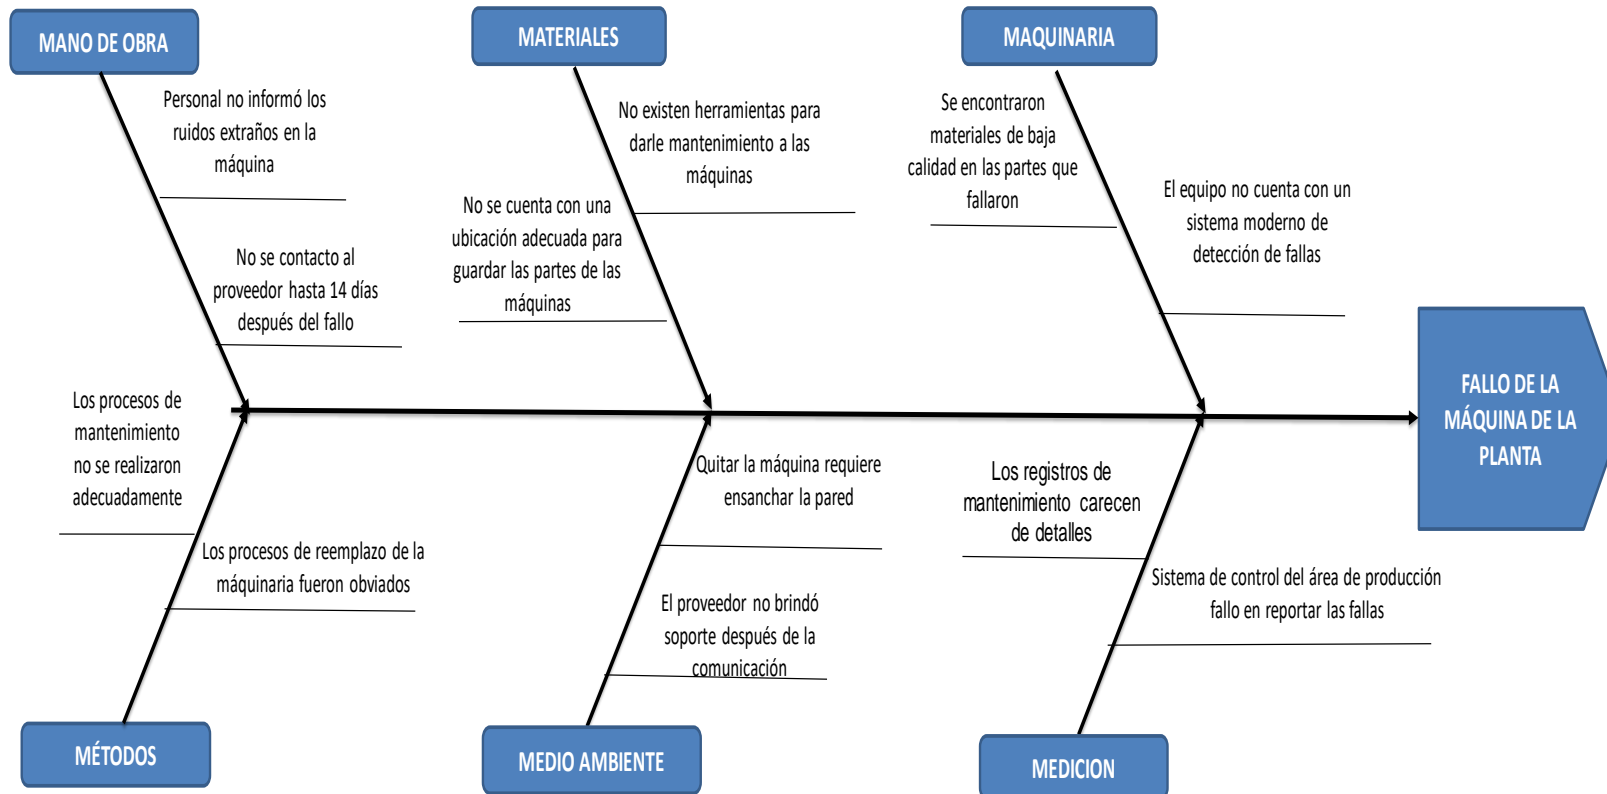 MANO DE OBRA
MATERIALES
MAQUINARIA
Personal no informó los
ruidos extraños en la
máquina
No se contacto al
proveedor hasta 14 días
después del fallo
No existen herramientas para
darle mantenimiento a las
máquinas
No se cuenta con una
ubicación adecuada para
guardar las partes de las
máquinas
Se encontraron
materiales de baja
calidad en las partes que
fallaron
El equipo no cuenta con un
sistema moderno de
detección de fallas
FALLO DE LA
MÁQUINA DE LA
PLANTA
Los procesos de
mantenimiento
no se realizaron
adecuadamente
Los procesos de reemplazo de la
máquinaria fueron obviados
Quitar la máquina requiere
ensanchar la pared
El proveedor no brindó
soporte después de la
comunicación
Los registros de
mantenimiento carecen
de detalles
Sistema de control del área de producción
fallo en reportar las fallas
MÉTODOS
MEDIO AMBIENTE
MEDICION